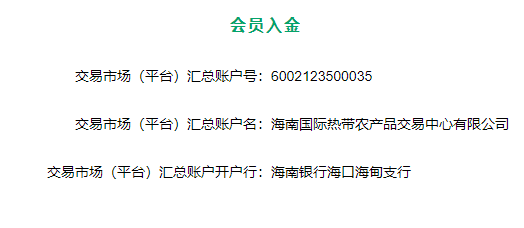 会员入金
交易市场（平台）汇总账户号：6002123500035
交易市场（平台）汇总账户名：海南国际热带农产品交易中心有限公司
交易市场（平台）汇总账户开户行：海南银行海口海甸支行